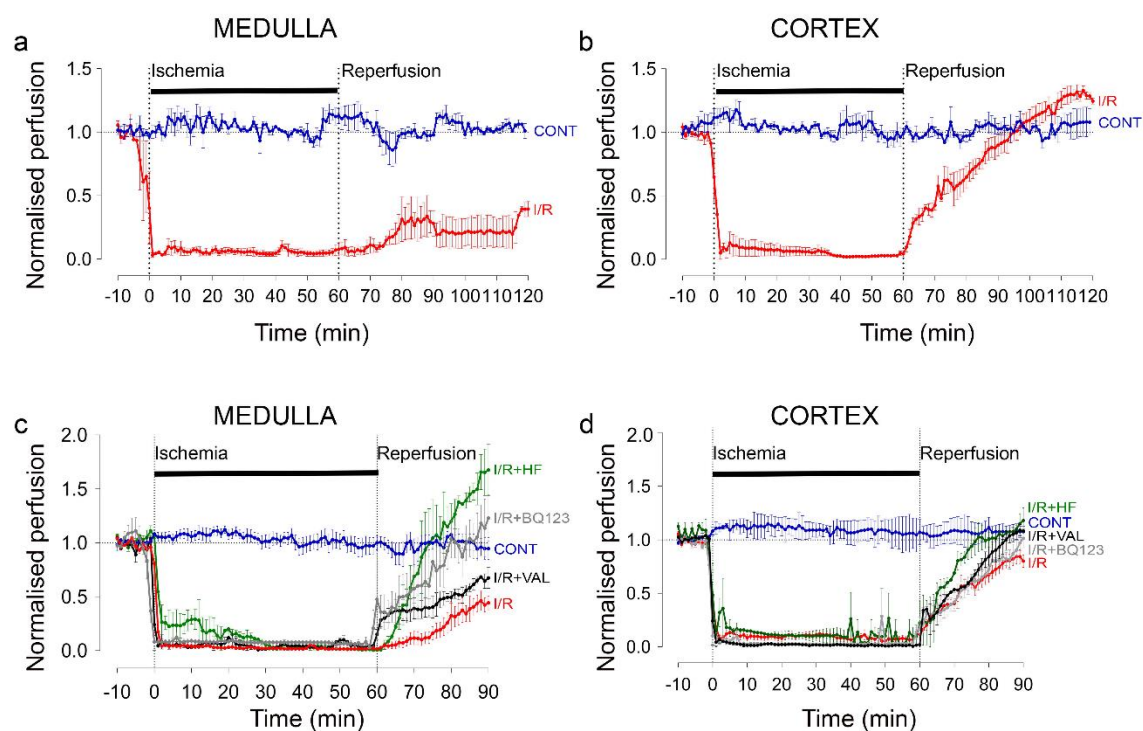 a
MEDULLA
Ischemia
Reperfusion
Normalised perfusion
1.5
1.0
0.5
0.0
CONT
I/R
-10 0 10 20 30 40 50 60 70 80 90 100110120
Time (min)
b
CORTEX
Ischemia
Reperfusion
Normalised perfusion
1.5
1.0
0.5
0.0
I/R
CONT
-10 0 10 20 30 40 50 60 70 80 90 100110120
Time (min)
c
MEDULLA
Ischemia
Reperfusion
Normalised perfusion
2.0
1.5
1.0
0.5
0.0
I/R+HF
I/R+BQ123
CONT
I/R+VAL
I/R
-10 0 10 20 30 40 50 60 70 80 90
Time (min)
d
CORTEX
Ischemia
Reperfusion
Normalised perfusion
2.0
1.5
1.0
0.5
0.0
I/R+HF
CONT
I/R+VAL
I/R+BQ123
I/R
-10 0 10 20 30 40 50 60 70 80 90
Time (min)